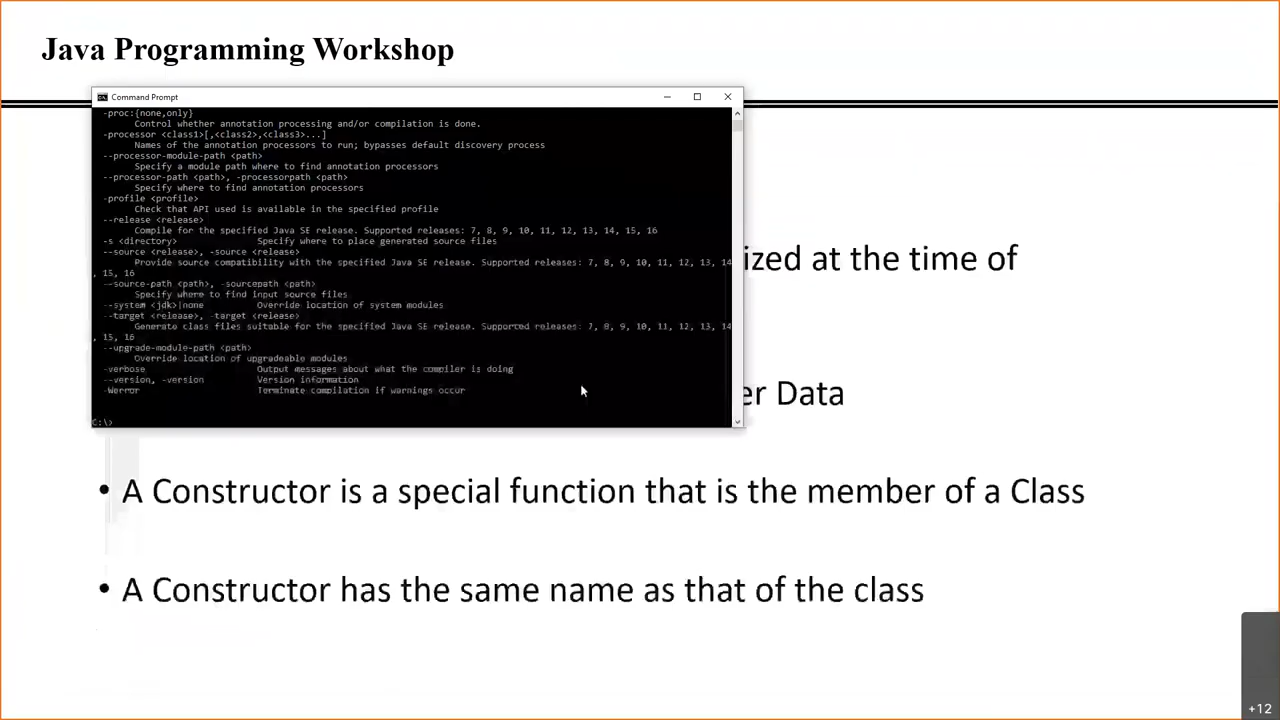 Java Programming Workshop
Command Prompt
-proc:{none,only}
Control whether annotation processing and/or compilation is done.
-processor <class1>[,<class2>,<class3>...]
Names of the annotation processors to run; bypasses default discovery process
--processor-module-path <path>
Specify a module path where to find annotation processors
--processor-path <path>, -processorpath <path>
Specify where to find annotation processors
-profile <profile>
Check that API used is available in the specified profile
--release <release>
Compile for the specified Java SE release. Supported releases: 7, 8, 9, 10, 11, 12, 13, 14, 15, 16
-s <directory> Specify where to place generated source files
--source <release>, -source <release>
Provide source compatibility with the specified Java SE release. Supported releases: 7, 8, 9, 10, 11, 12, 13, 14
, 15, 16
--source-path <path>, -sourcepath <path>
Specify where to find input source files
--system <jdk>|none Override location of system modules
--target <release>, -target <release>
Generate class files suitable for the specified Java SE release. Supported releases: 7, 8, 9, 10, 11, 12, 13, 14
, 15, 16
--upgrade-module-path <path>
Override location of upgradeable modules
-verbose Output messages about what the compiler is doing
--version, -version Version information
-Werror Terminate compilation if warnings occur
C:\>
ized at the time of
er Data
• A Constructor is a special function that is the member of a Class
• A Constructor has the same name as that of the class
+12